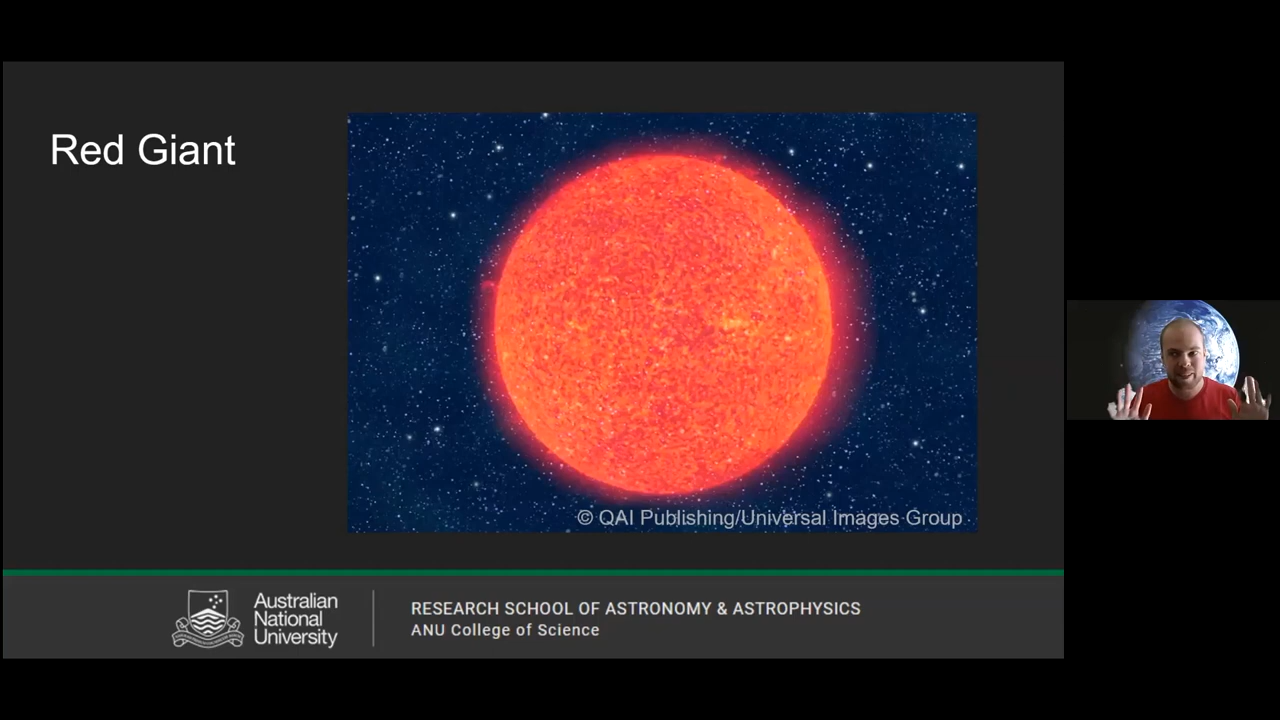 Red Giant
© QAI Publishing/Universal Images Group
Australian
National
University
RESEARCH SCHOOL OF ASTRONOMY & ASTROPHYSICS
ANU College of Science